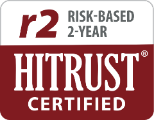 r2 RISK-BASED
2-YEAR
HITRUST®
CERTIFIED